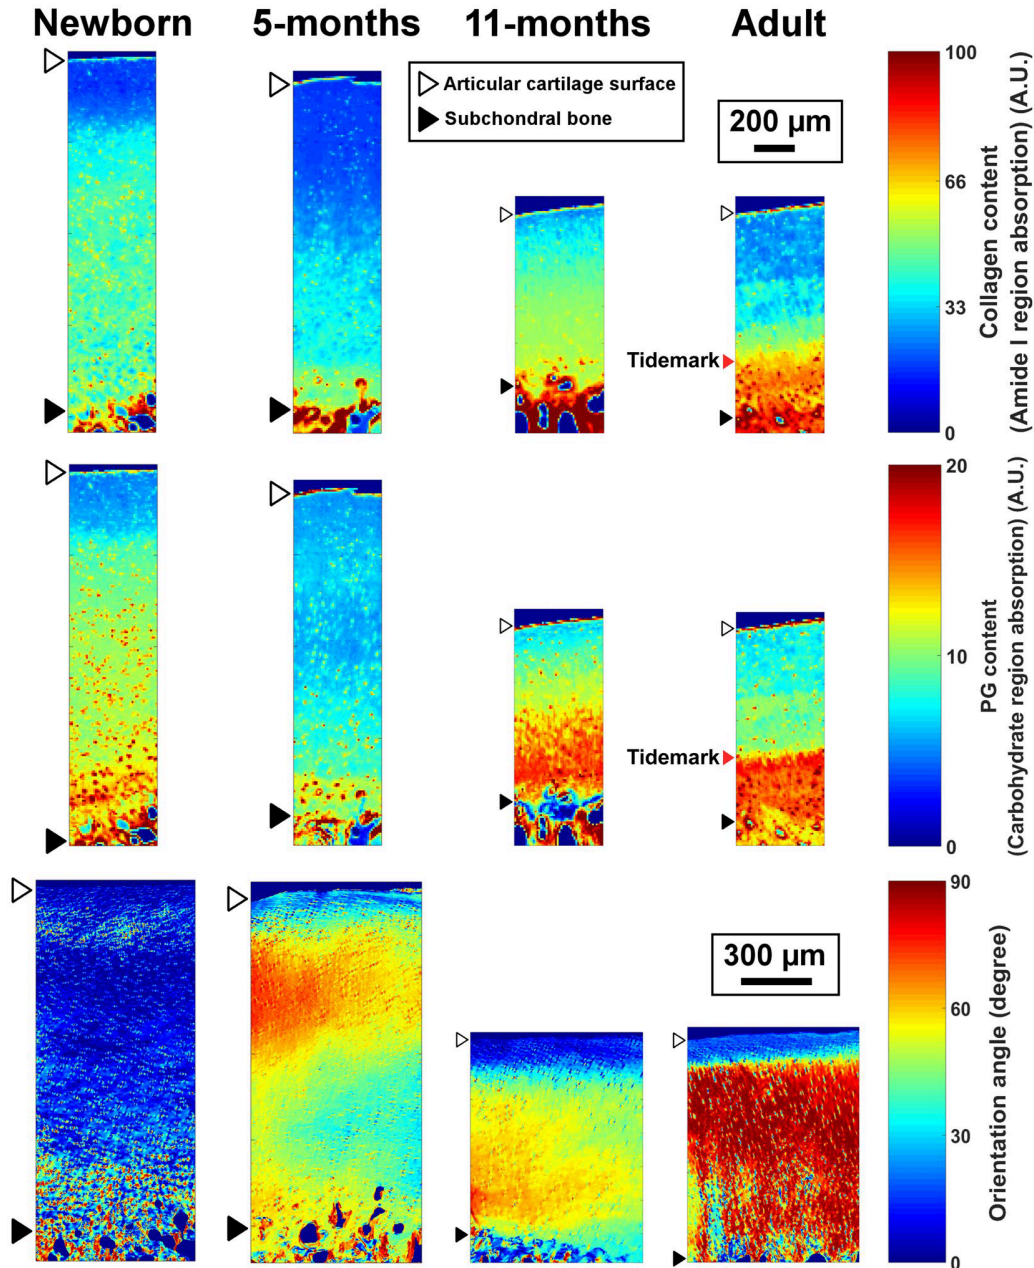 Newborn
5-months
11-months
Adult
Articular cartilage surface
Subchondral bone
200 µm
Tidemark
100
66
33
0
Collagen content
(Amide I region absorption) (A.U.)
Tidemark
20
10
0
PG content
(Carbohydrate region absorption) (A.U.)
300 µm
90
60
30
0
Orientation angle (degree)